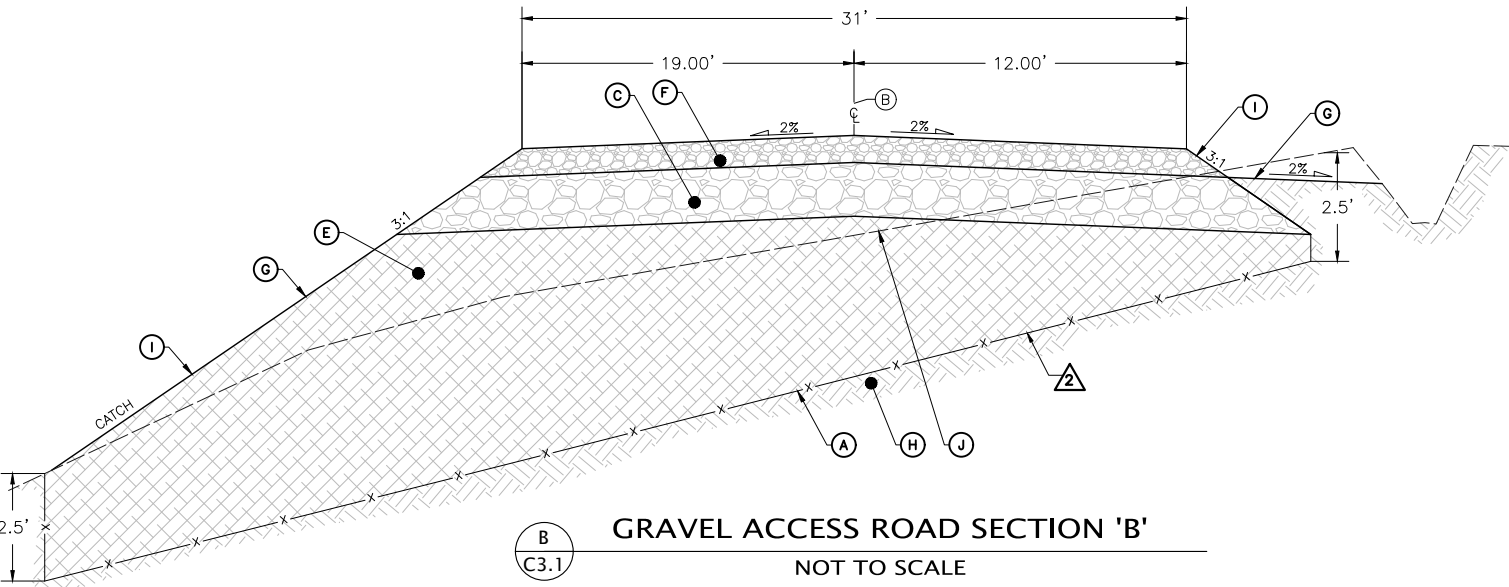 31'
19.00' 12.00'
C F B
℄
2% 2%
I G
3:1
2%
2.5'
3:1
E
G
I
CATCH
X X X X X X X X X X X X X X X
2
A H J
2.5'
B
C3.1
GRAVEL ACCESS ROAD SECTION 'B'
NOT TO SCALE